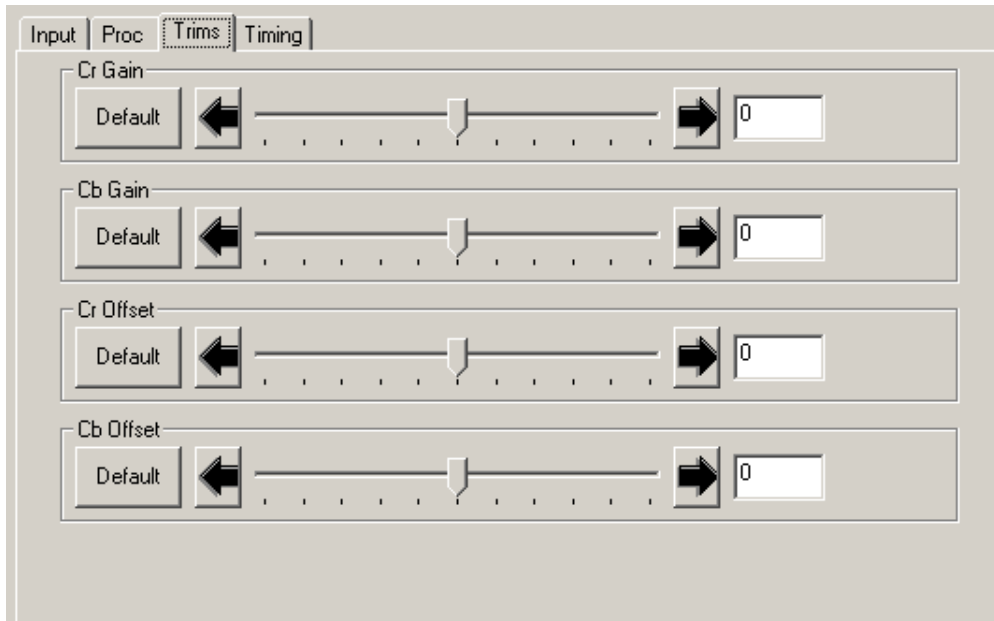 Input Proc Trims Timing
Cr Gain
Default 0
Cb Gain
Default 0
Cr Offset
Default 0
Cb Offset
Default 0